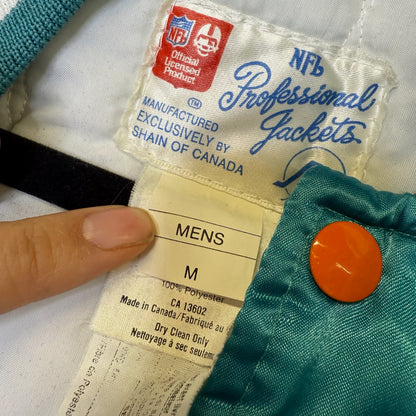 NFL
Official
Licensed
Product
TM
NFL
Professional
Jackets
MANUFACTURED
EXCLUSIVELY BY
SHAIN OF CANADA
MENS
M
100% Polyester
CA 13602
Made in Canada/Fabriqué au
Dry Clean Only
Nettoyage à sec seulem